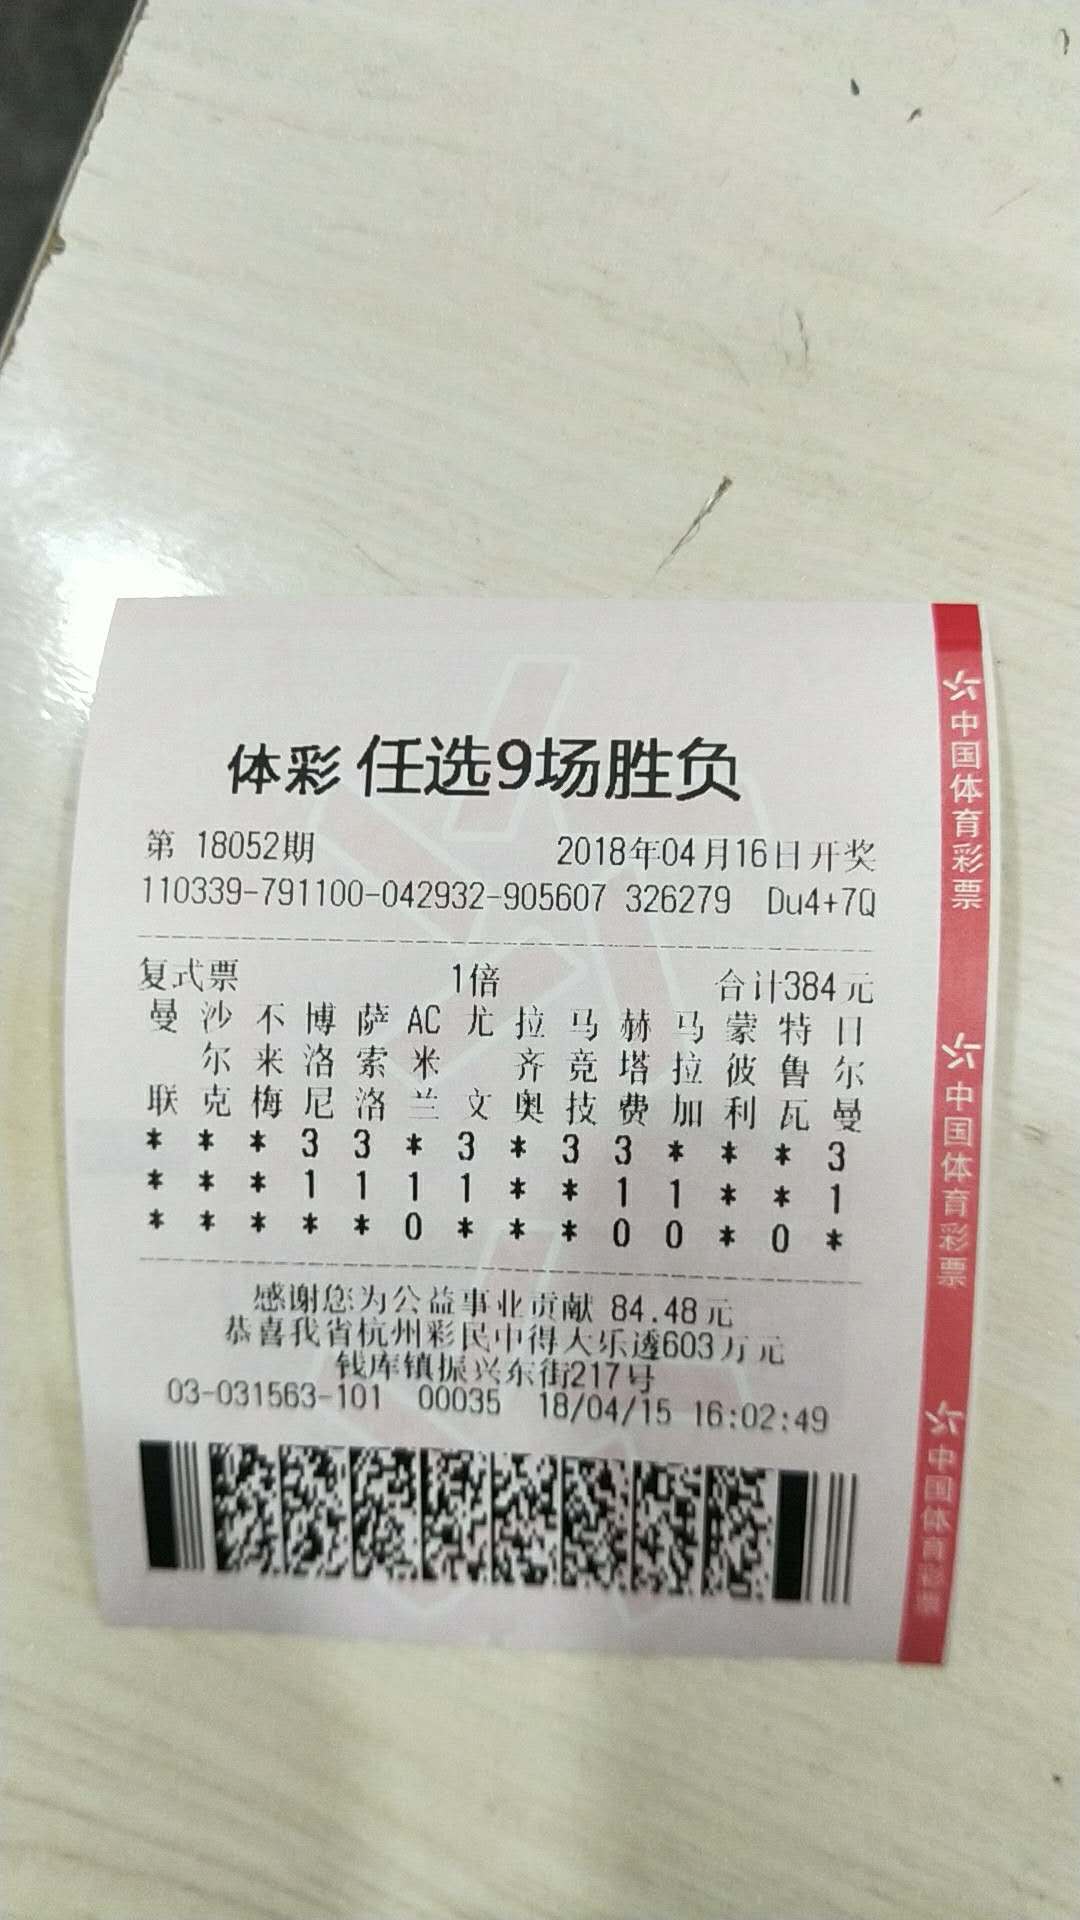 体彩 任选9场胜负
第 18052期 2018年04月16日开奖
110339-791100-042932-905607 326279 Du4+7Q
复式票 1倍 合计384元
曼 沙 不 博 萨 AC 尤 拉 马 赫 马 蒙 特 日
尔 来 洛 索 米 齐 竞 塔 拉 彼 鲁 尔
联 克 梅 尼 洛 兰 文 奥 技 费 加 利 瓦 曼
* * * 3 3 * 3 * 3 3 * * * 3
* * * 1 1 1 1 * * 1 1 * * 1
* * * * * 0 * * * 0 0 * 0 *
感谢您为公益事业贡献 84.48元
恭喜我省杭州彩民中得大乐透603万元
钱库镇振兴东街217号
03-031563-101 00035 18/04/15 16:02:49
中国体育彩票
中国体育彩票
中国体育彩票